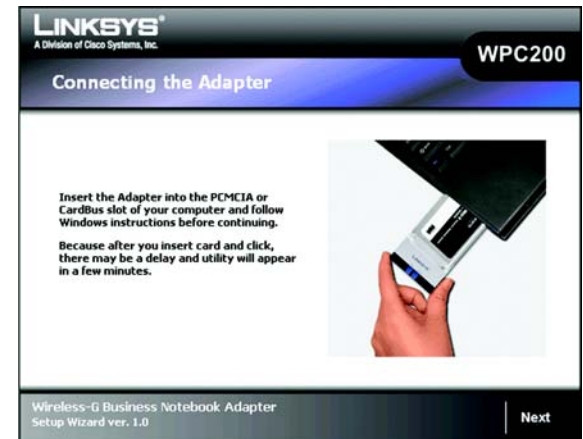 LINKSYS®
A Division of Cisco Systems, Inc.
WPC200
Connecting the Adapter
Insert the Adapter into the PCMCIA or
CardBus slot of your computer and follow
Windows instructions before continuing.
Because after you insert card and click,
there may be a delay and utility will appear
in a few minutes.
Wireless-G Business Notebook Adapter
Setup Wizard ver. 1.0
Next